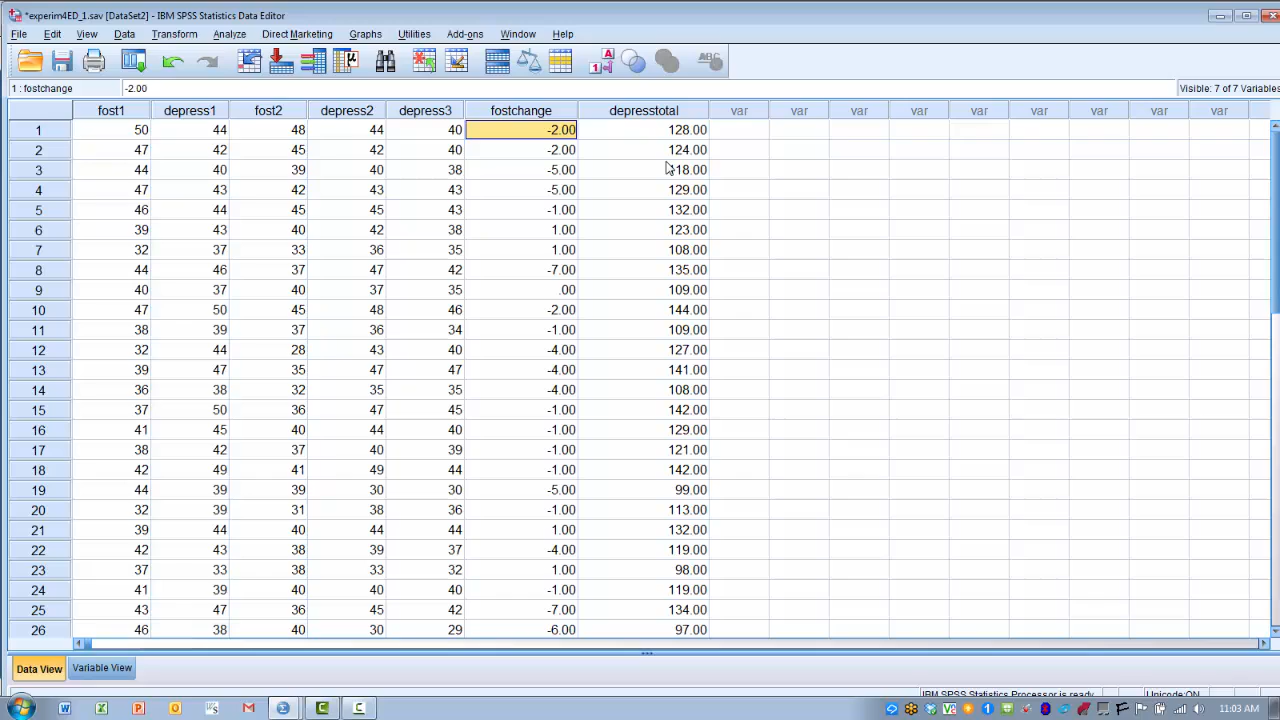 *experim4ED_1.sav [DataSet2] - IBM SPSS Statistics Data Editor
File Edit View Data Transform Analyze Direct Marketing Graphs Utilities Add-ons Window Help
1 : fostchange -2.00 Visible: 7 of 7 Variables
fost1 depress1 fost2 depress2 depress3 fostchange depresstotal var var var var var var var var var
1 50 44 48 44 40 -2.00 128.00
2 47 42 45 42 40 -2.00 124.00
3 44 40 39 40 38 -5.00 118.00
4 47 43 42 43 43 -5.00 129.00
5 46 44 45 45 43 -1.00 132.00
6 39 43 40 42 38 1.00 123.00
7 32 37 33 36 35 1.00 108.00
8 44 46 37 47 42 -7.00 135.00
9 40 37 40 37 35 .00 109.00
10 47 50 45 48 46 -2.00 144.00
11 38 39 37 36 34 -1.00 109.00
12 32 44 28 43 40 -4.00 127.00
13 39 47 35 47 47 -4.00 141.00
14 36 38 32 35 35 -4.00 108.00
15 37 50 36 47 45 -1.00 142.00
16 41 45 40 44 40 -1.00 129.00
17 38 42 37 40 39 -1.00 121.00
18 42 49 41 49 44 -1.00 142.00
19 44 39 39 30 30 -5.00 99.00
20 32 39 31 38 36 -1.00 113.00
21 39 44 40 44 44 1.00 132.00
22 42 43 38 39 37 -4.00 119.00
23 37 33 38 33 32 1.00 98.00
24 41 39 40 40 40 -1.00 119.00
25 43 47 36 45 42 -7.00 134.00
26 46 38 40 30 29 -6.00 97.00
Data View Variable View
IBM SPSS Statistics Processor is ready Unicode:ON
11:03 AM